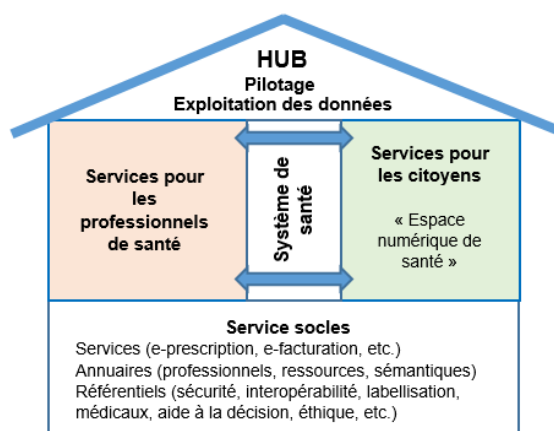 HUB
Pilotage
Exploitation des données
Services pour
les
professionnels
de santé
Système de
santé
Services pour
les citoyens
« Espace
numérique de
santé »
Service socles
Services (e-prescription, e-facturation, etc.)
Annuaires (professionnels, ressources, sémantiques)
Référentiels (sécurité, interopérabilité, labellisation,
médicaux, aide à la décision, éthique, etc.)